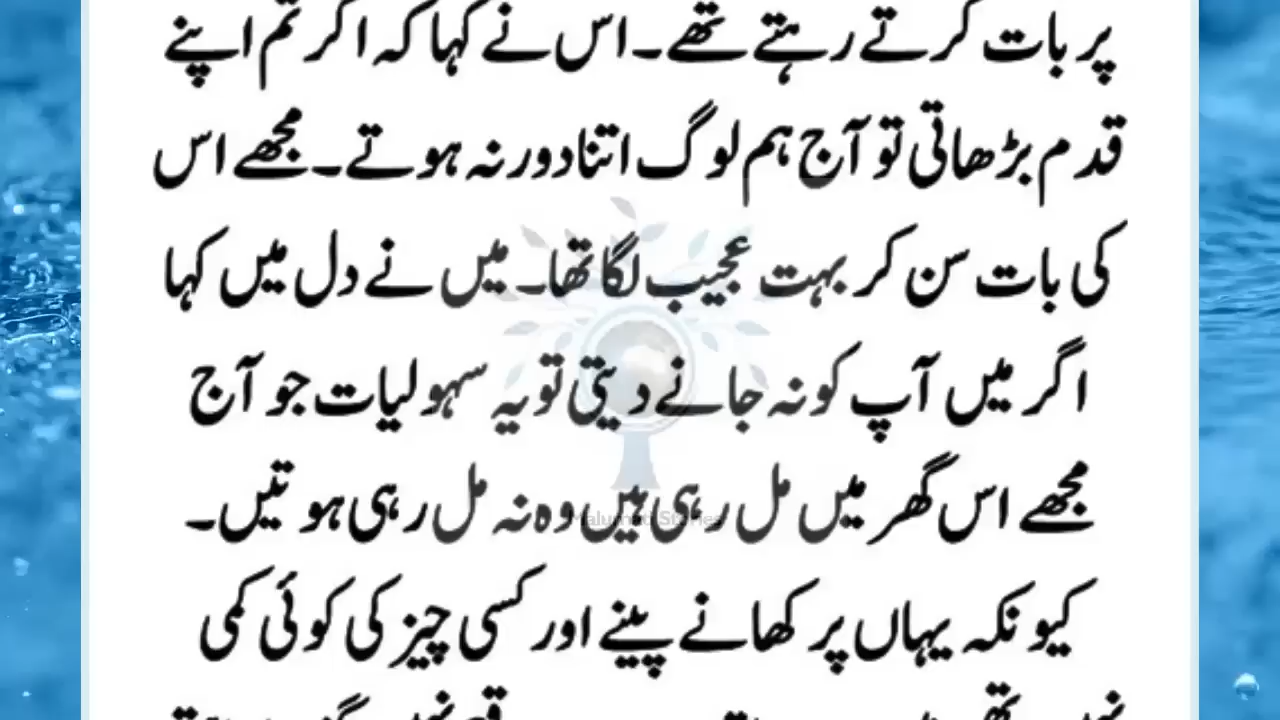 پر بات کرتے رہتے تھے۔ اس نے کہا کہ اگر تم اپنے
قدم بڑھاتی تو آج ہم لوگ اتنا دور نہ ہوتے۔ مجھے اس
کی بات سن کر بہت عجیب لگا تھا۔ میں نے دل میں کہا
اگر میں آپ کو نہ جانے دیتی تو یہ سہولیات جو آج
مجھے اس گھر میں مل رہی ہیں وہ نہ مل رہی ہوتیں۔
Malumati Stories
کیونکہ یہاں پر کھانے پینے اور کسی چیز کی کوئی کمی